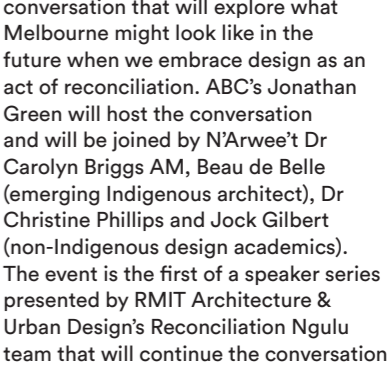 conversation that will explore what
Melbourne might look like in the
future when we embrace design as an
act of reconciliation. ABC’s Jonathan
Green will host the conversation
and will be joined by N’Arwee’t Dr
Carolyn Briggs AM, Beau de Belle
(emerging Indigenous architect), Dr
Christine Phillips and Jock Gilbert
(non-Indigenous design academics).
The event is the first of a speaker series
presented by RMIT Architecture &
Urban Design’s Reconciliation Ngulu
team that will continue the conversation